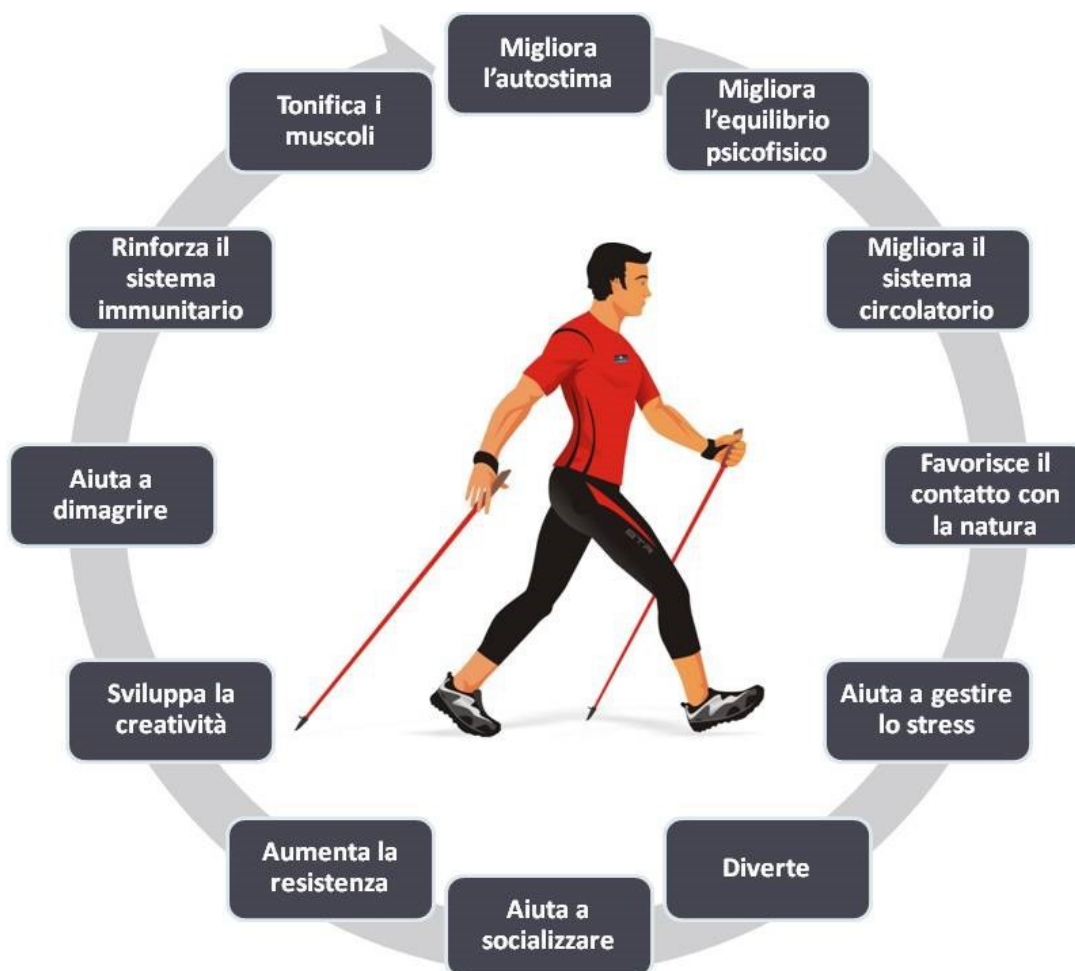 Migliora
l'autostima
Migliora
l'equilibrio
psicofisico
Migliora il
sistema
circolatorio
Favorisce il
contatto con
la natura
Aiuta a gestire
lo stress
Diverte
Aiuta a
socializzare
Aumenta la
resistenza
Sviluppa la
creatività
Aiuta a
dimagrire
Rinforza il
sistema
immunitario
Tonifica i
muscoli